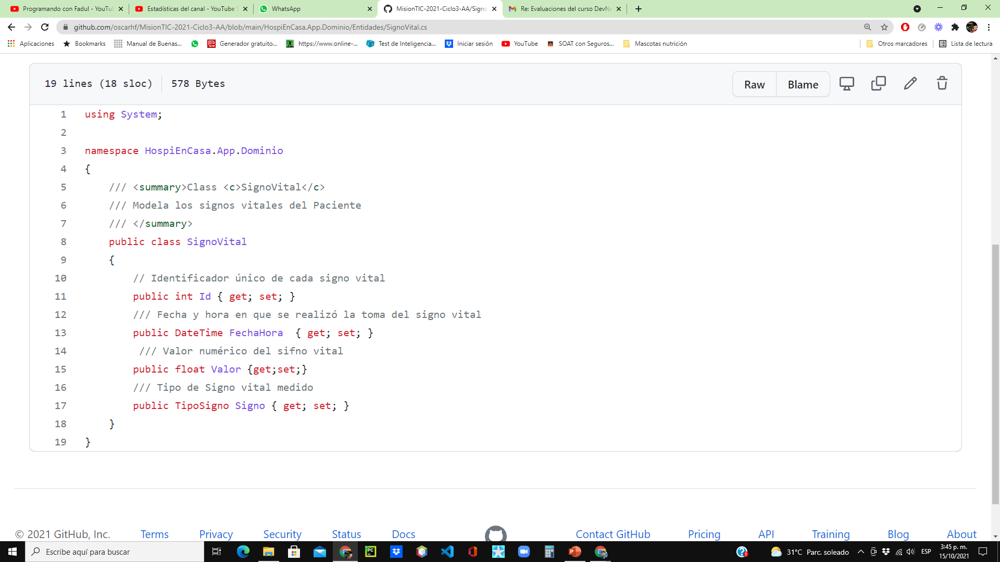 Programando con Fadul - YouTu
Estadísticas del canal - YouTube S
WhatsApp
MisionTIC-2021-Ciclo3-AA/Signo
Re: Evaluaciones del curso DevNe
github.com/oscarhf/MisionTIC-2021-Ciclo3-AA/blob/main/HospiEnCasa.App.Dominio/Entidades/SignoVital.cs
Aplicaciones
Bookmarks
Manual de Buenas...
Generador gratuito...
https://www.online-...
Test de Inteligencia...
Iniciar sesión
YouTube
SOAT con Seguros...
Mascotas nutrición
Otros marcadores
Lista de lectura
19 lines (18 sloc)
578 Bytes
Raw
Blame
1 using System;
2
3 namespace HospiEnCasa.App.Dominio
4 {
5     /// <summary>Class <c>SignoVital</c>
6     /// Modela los signos vitales del Paciente
7     /// </summary>
8     public class SignoVital
9     {
10         // Identificador único de cada signo vital
11         public int Id { get; set; }
12         /// Fecha y hora en que se realizó la toma del signo vital
13         public DateTime FechaHora  { get; set; }
14          /// Valor numérico del sifno vital
15         public float Valor {get;set;}
16         /// Tipo de Signo vital medido
17         public TipoSigno Signo { get; set; }
18     }
19 }
© 2021 GitHub, Inc.
Terms
Privacy
Security
Status
Docs
Contact GitHub
Pricing
API
Training
Blog
About
Escribe aquí para buscar
PC
31°C Parc. soleado
ESP
3:45 p. m.
15/10/2021